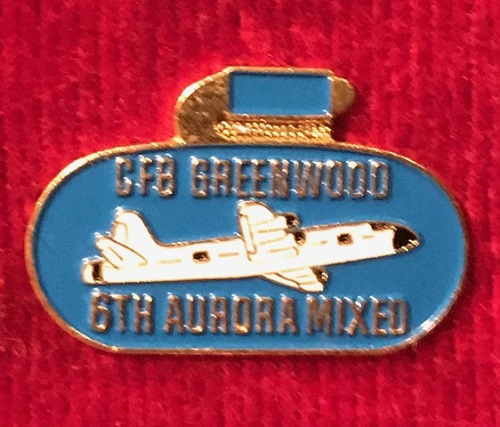 CFB GREENWOOD
6TH AURORA MIXED